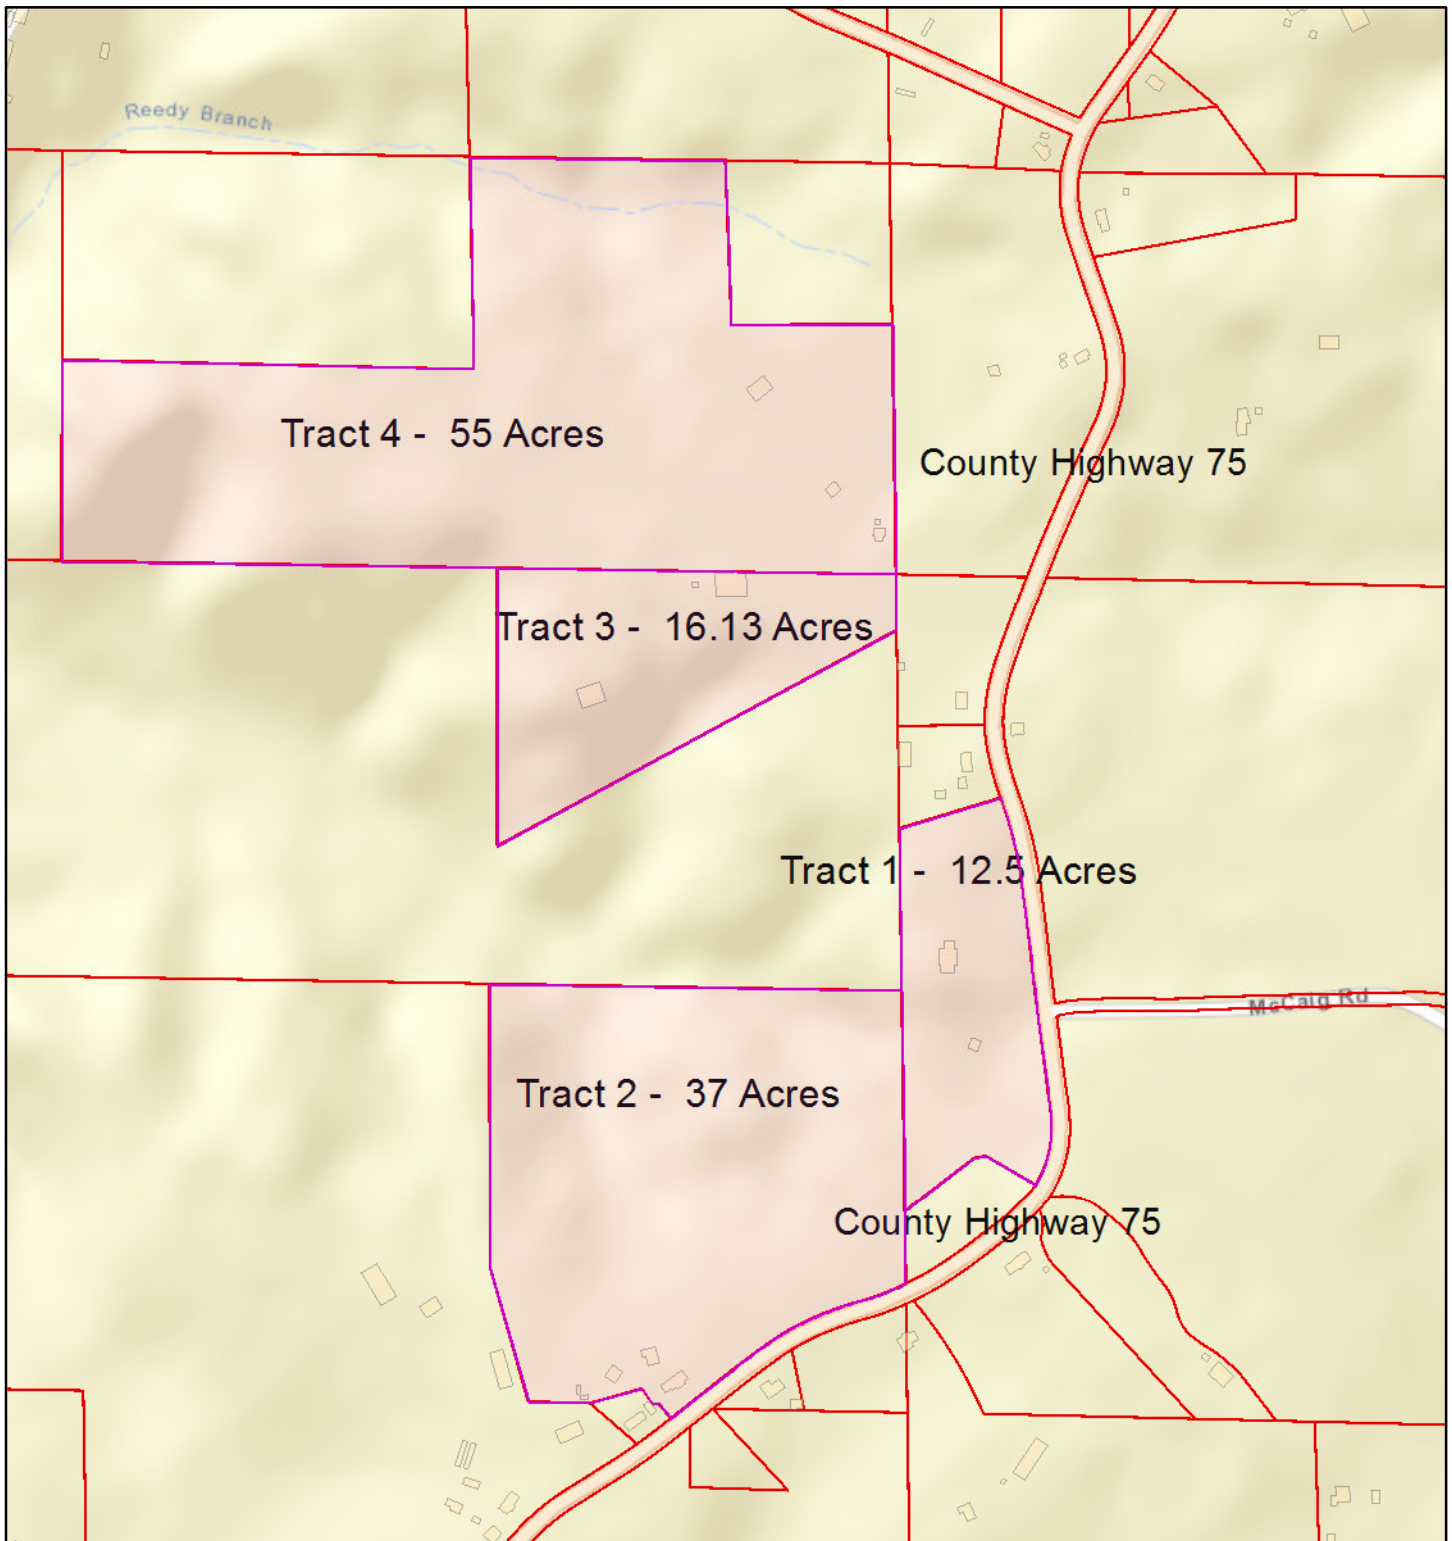 Reedy Branch
Tract 4 - 55 Acres
County Highway 75
Tract 3 - 16.13 Acres
Tract 1 - 12.5 Acres
McCaig Rd
Tract 2 - 37 Acres
County Highway 75